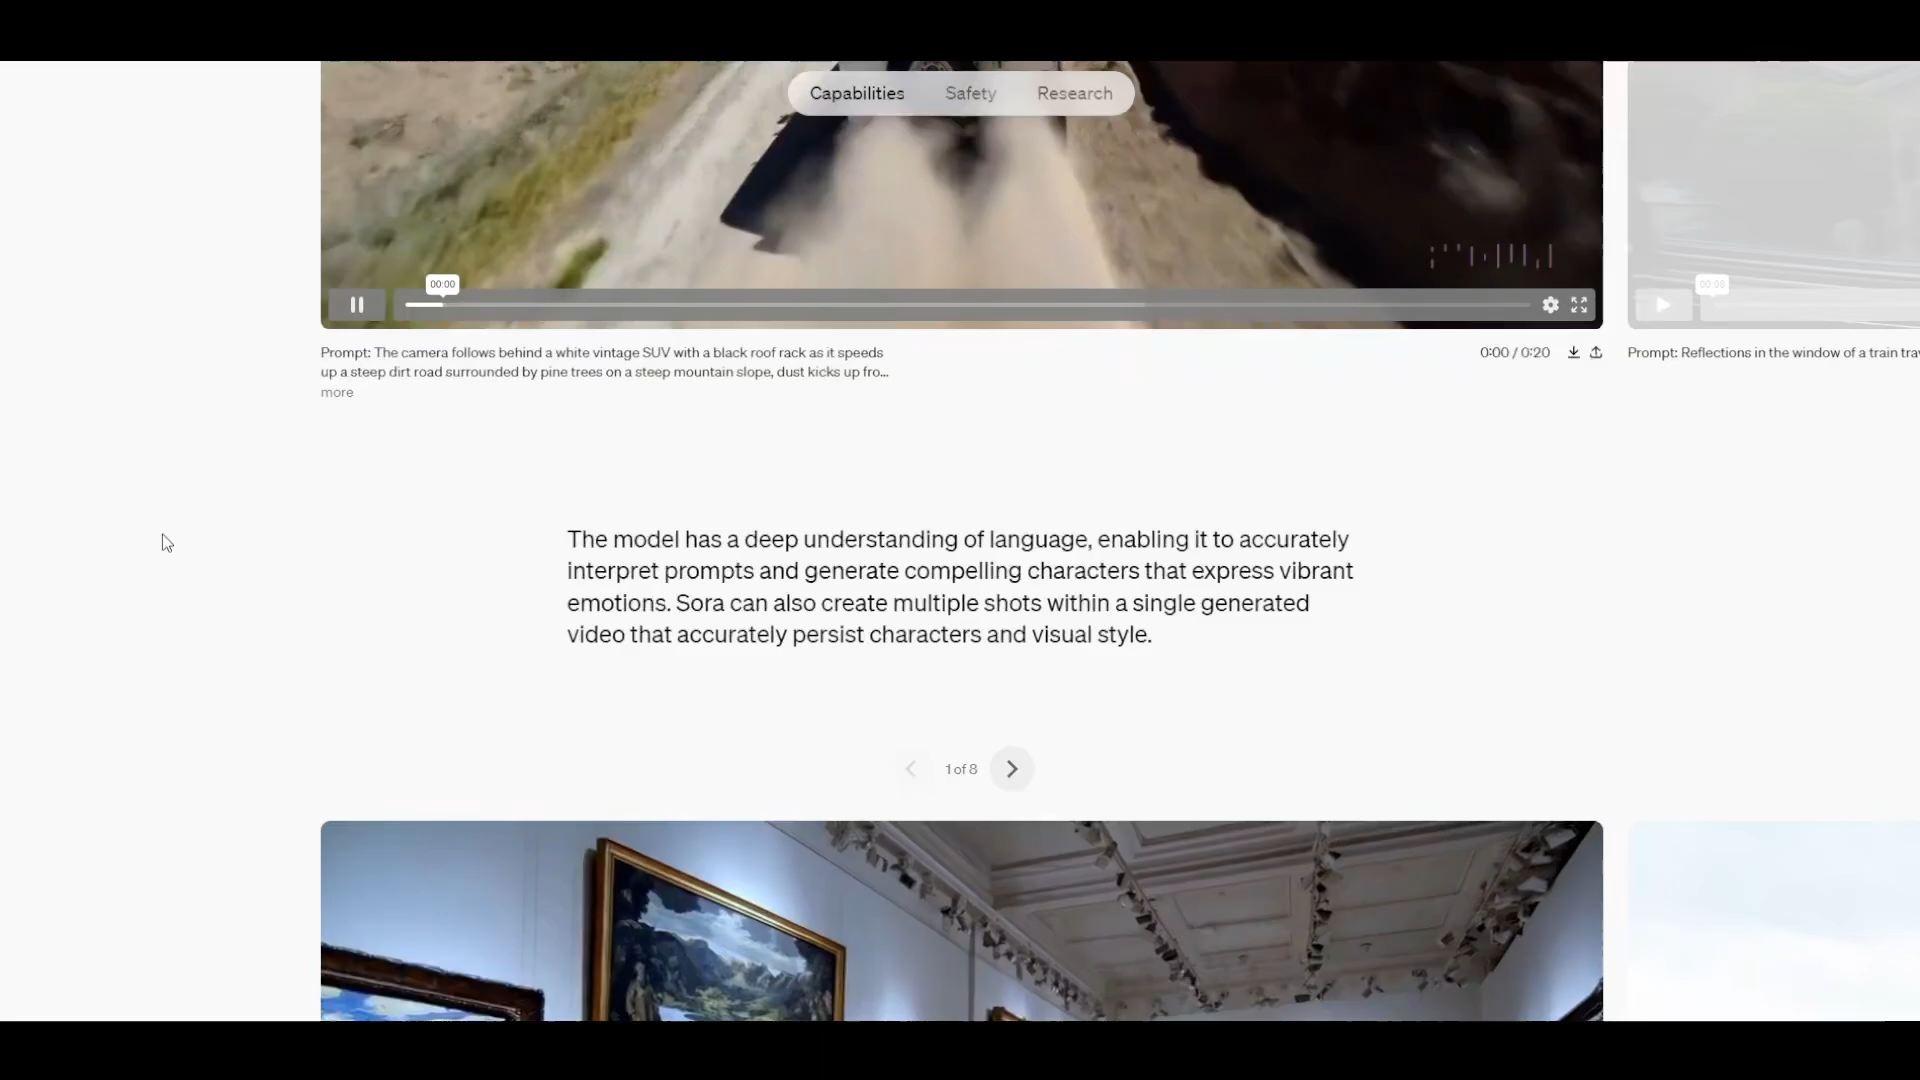 Capabilities Safety Research
00:00
00:08
Prompt: The camera follows behind a white vintage SUV with a black roof rack as it speeds
up a steep dirt road surrounded by pine trees on a steep mountain slope, dust kicks up fro...
more
0:00 / 0:20
Prompt: Reflections in the window of a train tra
The model has a deep understanding of language, enabling it to accurately
interpret prompts and generate compelling characters that express vibrant
emotions. Sora can also create multiple shots within a single generated
video that accurately persist characters and visual style.
1 of 8